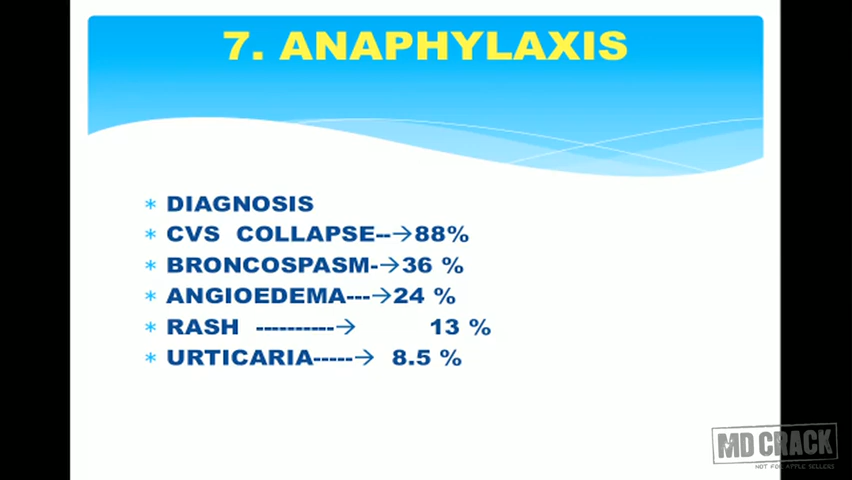 7. ANAPHYLAXIS
* DIAGNOSIS
* CVS COLLAPSE--→88%
* BRONCOSPASM-→36 %
* ANGIOEDEMA---→24 %
* RASH ----------→ 13 %
* URTICARIA-----→ 8.5 %
MD CRACK
NOT FOR APPLE SELLERS